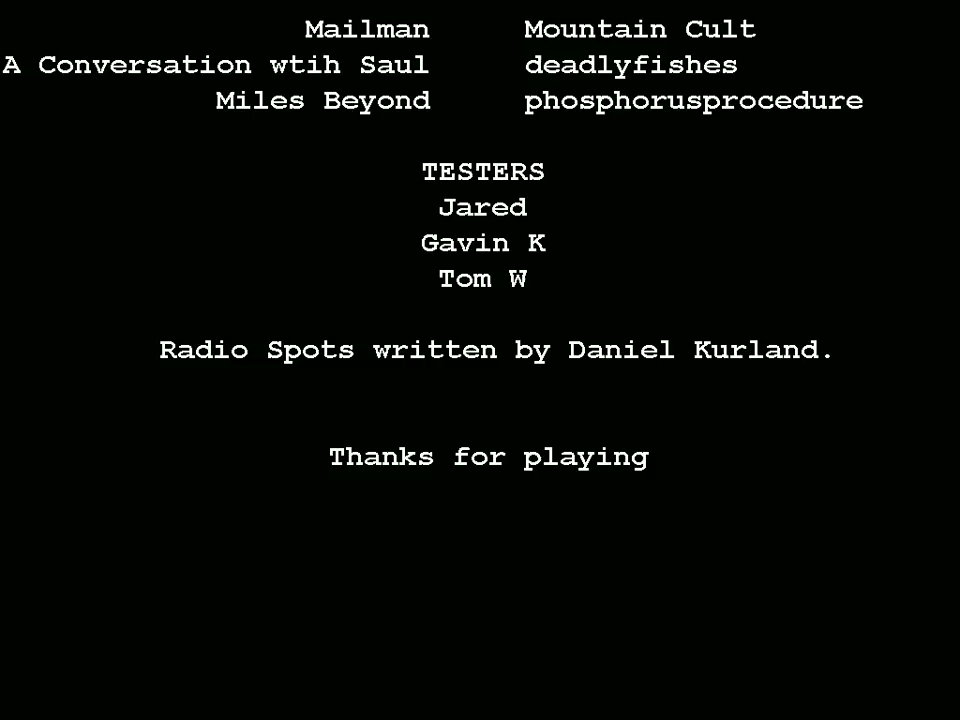 Mailman Mountain Cult
A Conversation wtih Saul deadlyfishes
Miles Beyond phosphorusprocedure
TESTERS
Jared
Gavin K
Tom W
Radio Spots written by Daniel Kurland.
Thanks for playing